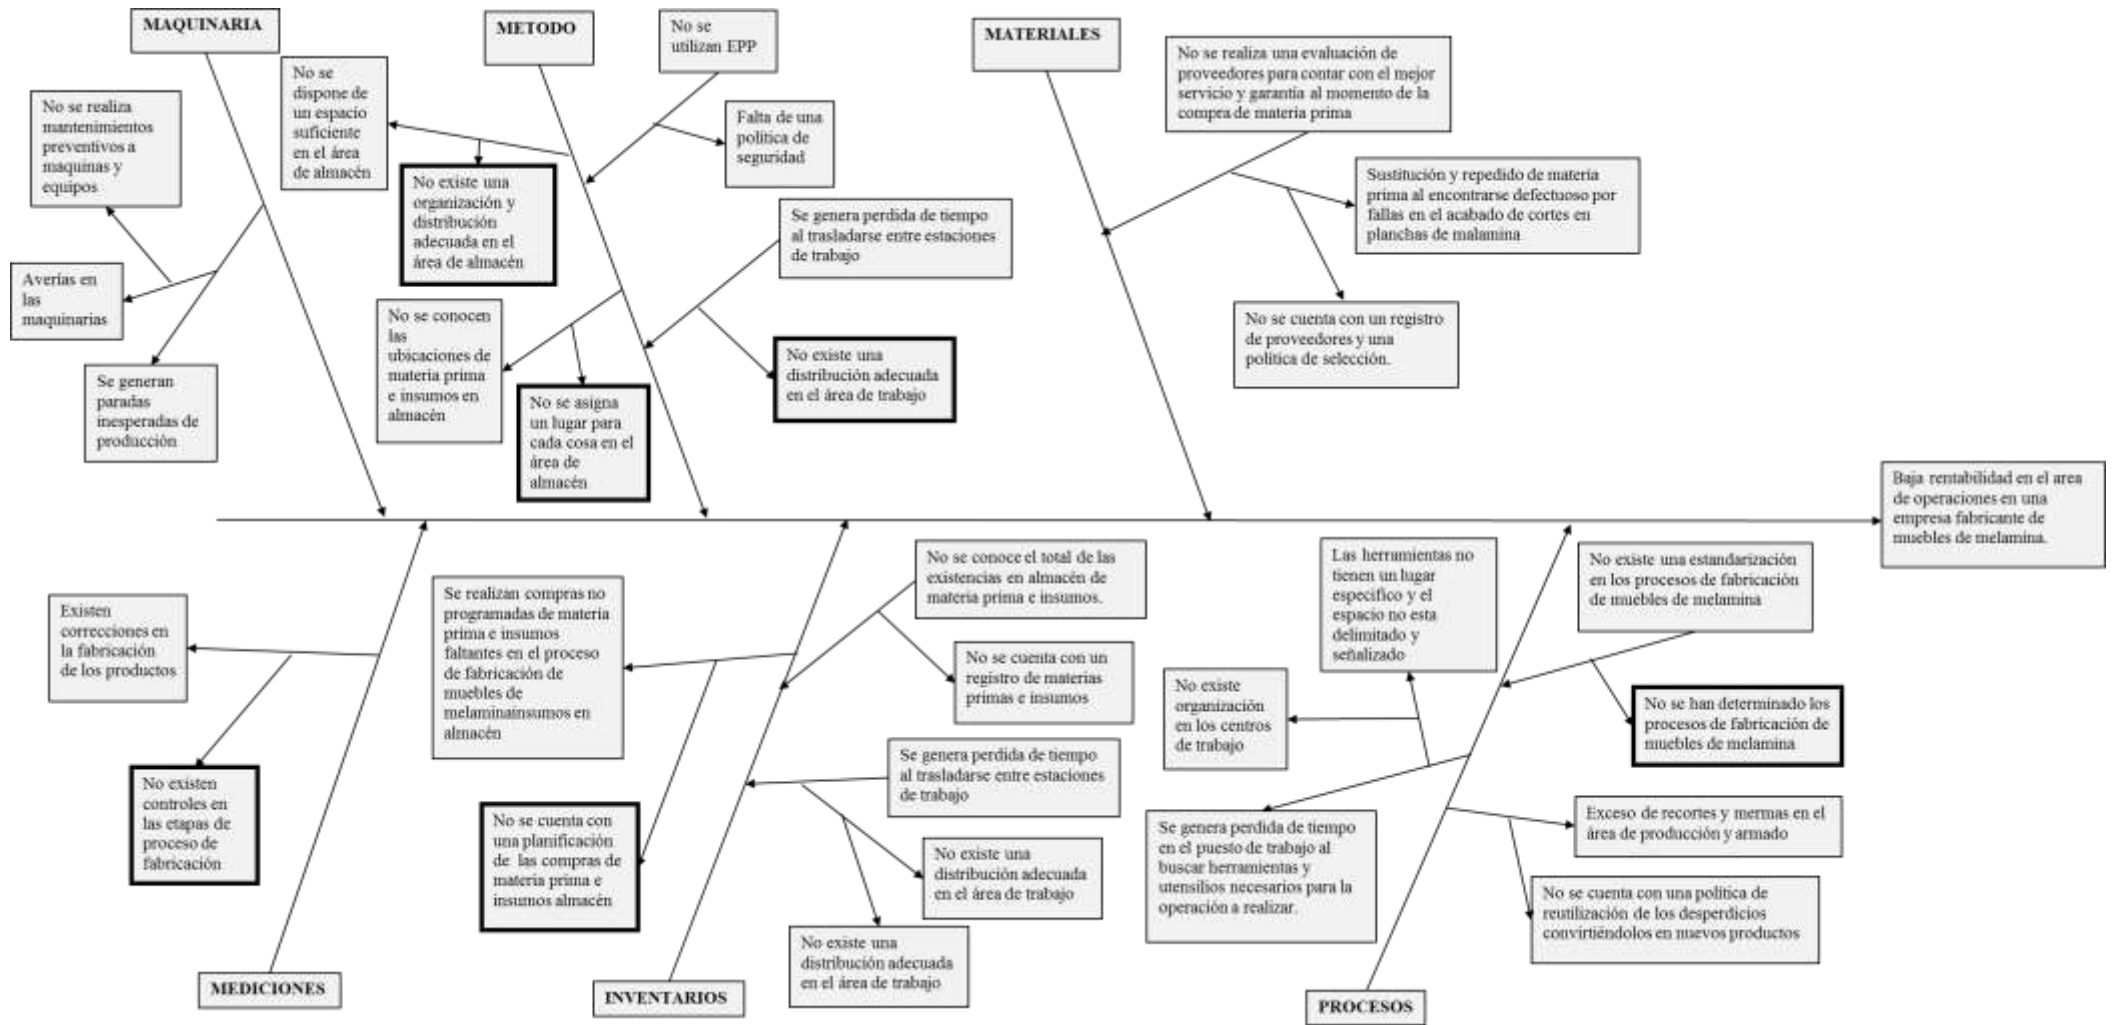 MAQUINARIA
No se realiza
mantenimientos
preventivos a
maquinas y
equipos
Averías en
las
maquinarias
Se generan
paradas
inesperadas de
producción
METODO
No se
dispone de
un espacio
suficiente
en el área
de almacén
No existe una
organización y
distribución
adecuada en el
área de almacén
No se
utilizan EPP
Falta de una
política de
seguridad
Se genera perdida de tiempo
al trasladarse entre estaciones
de trabajo
No existe una
distribución adecuada
en el área de trabajo
No se conocen
las
ubicaciones de
materia prima
e insumos en
almacén
No se asigna
un lugar para
cada cosa en el
área de
almacén
MATERIALES
No se realiza una evaluación de
proveedores para contar con el mejor
servicio y garantía al momento de la
compra de materia prima
Sustitución y repedido de materia
prima al encontrarse defectuoso por
fallas en el acabado de cortes en
planchas de malamina
No se cuenta con un registro
de proveedores y una
política de selección.
Baja rentabilidad en el area
de operaciones en una
empresa fabricante de
muebles de melamina.
Existen
correcciones en
la fabricación
de los productos
No existen
controles en
las etapas de
proceso de
fabricación
MEDICIONES
Se realizan compras no
programadas de materia
prima e insumos
faltantes en el proceso
de fabricación de
muebles de
melaminainsumos en
almacén
No se cuenta con
una planificación
de las compras de
materia prima e
insumos almacén
No se conoce el total de las
existencias en almacén de
materia prima e insumos.
No se cuenta con un
registro de materias
primas e insumos
Se genera perdida de tiempo
al trasladarse entre estaciones
de trabajo
No existe una
distribución adecuada
en el área de trabajo
No existe una
distribución adecuada
en el área de trabajo
INVENTARIOS
Las herramientas no
tienen un lugar
especifico y el
espacio no esta
delimitado y
señalizado
No existe
organización
en los centros
de trabajo
Se genera perdida de tiempo
en el puesto de trabajo al
buscar herramientas y
utensilios necesarios para la
operación a realizar.
No existe una estandarización
en los procesos de fabricación
de muebles de melamina
No se han determinado los
procesos de fabricación de
muebles de melamina
Exceso de recortes y mermas en el
área de producción y armado
No se cuenta con una política de
reutilización de los desperdicios
convirtiéndolos en nuevos productos
PROCESOS